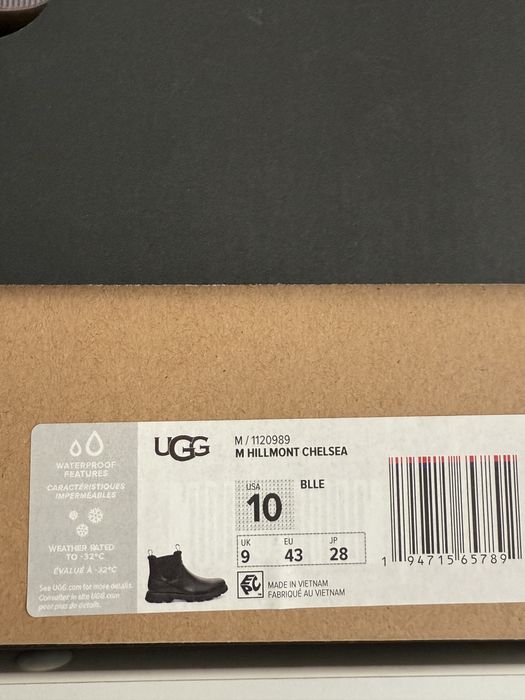 WATERPROOF
FEATURES
CARACTÉRISTIQUES
IMPERMÉABLES
WEATHER RATED
TO -32°C
ÉVALUÉ À -32°C
See UGG.com for more details.
Consulter le site UGG.com
pour plus de détails.
UGG
M / 1120989
M HILLMONT CHELSEA
USA
10
BLLE
UK
9
EU
43
JP
28
EPC
MADE IN VIETNAM
FABRIQUÉ AU VIETNAM
1 94715 65789